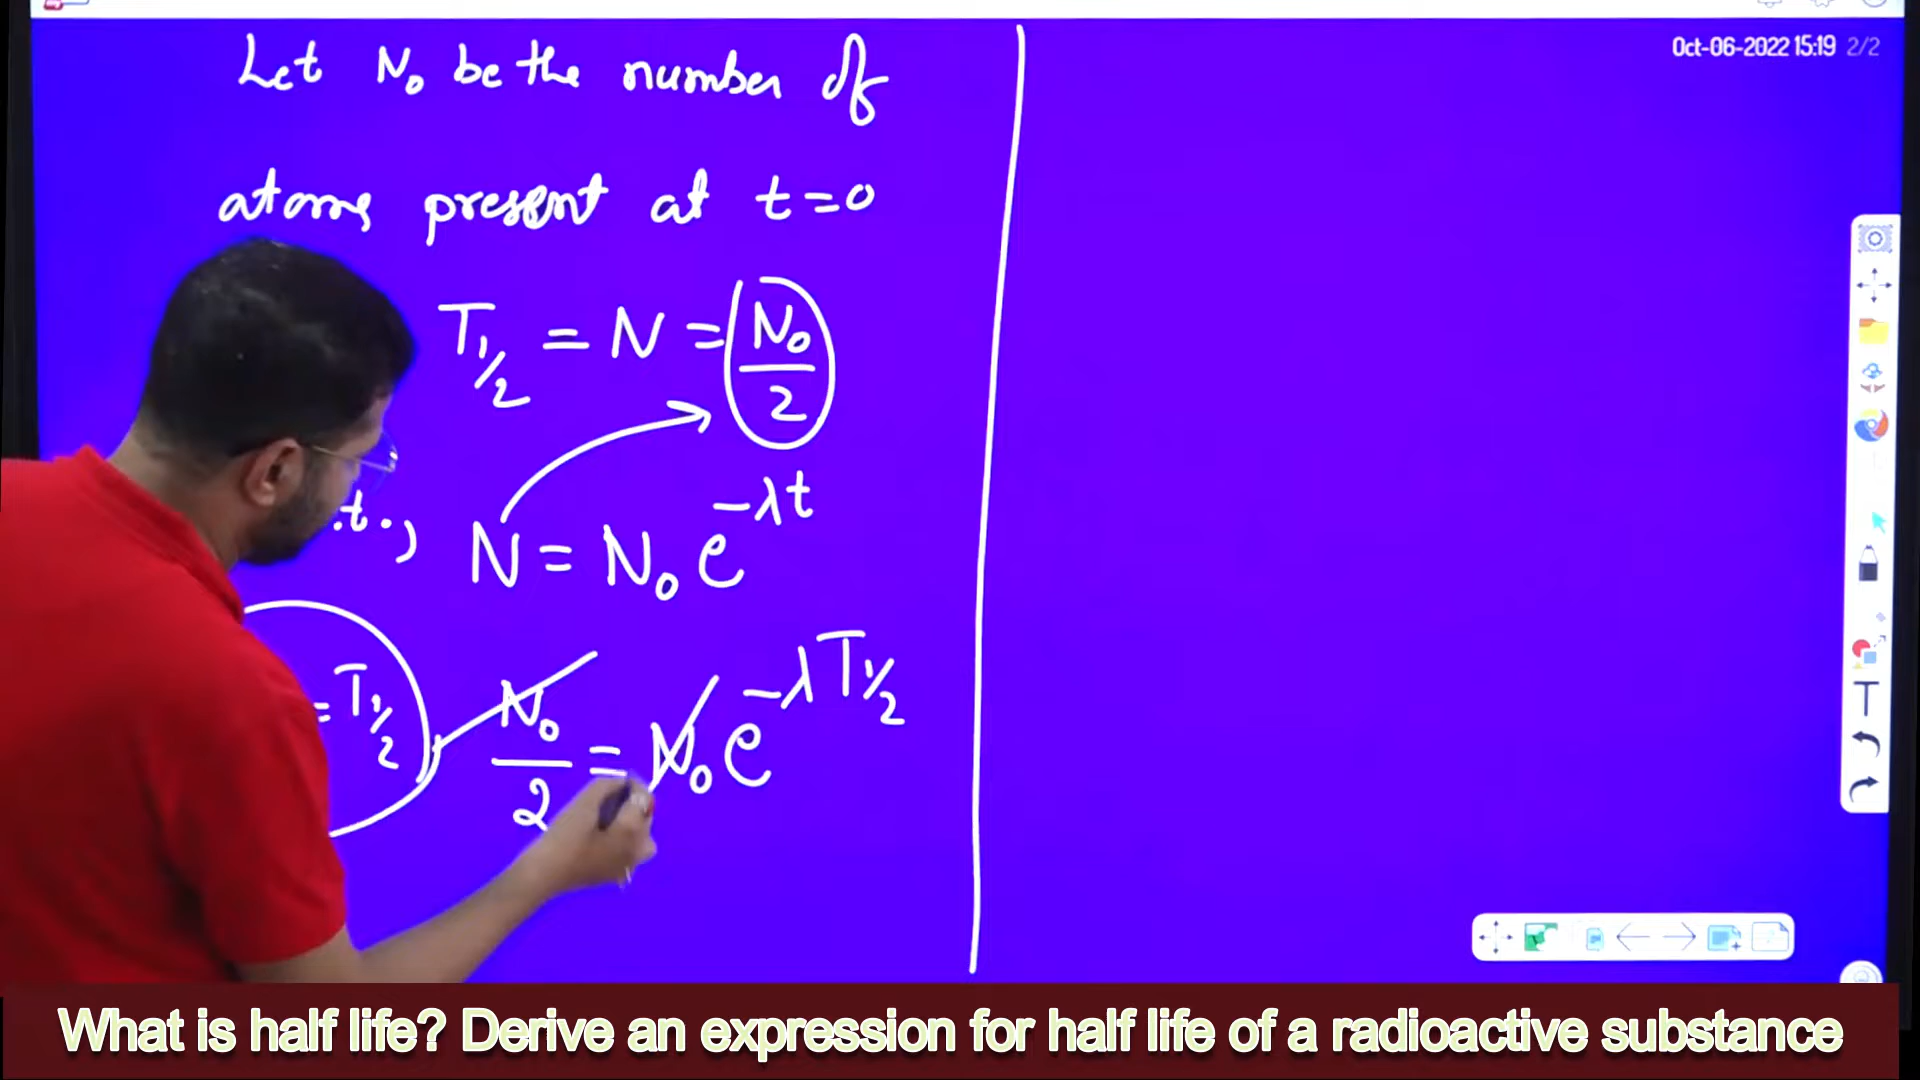 Oct-06-2022 15:19 2/2
Let N₀ be the number of
atoms present at t=0
T1/2 = N = N₀/2
.t., N = N₀ e^-λt
= T1/2
N₀/2 = N₀ e^-λT1/2
T
What is half life? Derive an expression for half life of a radioactive substance